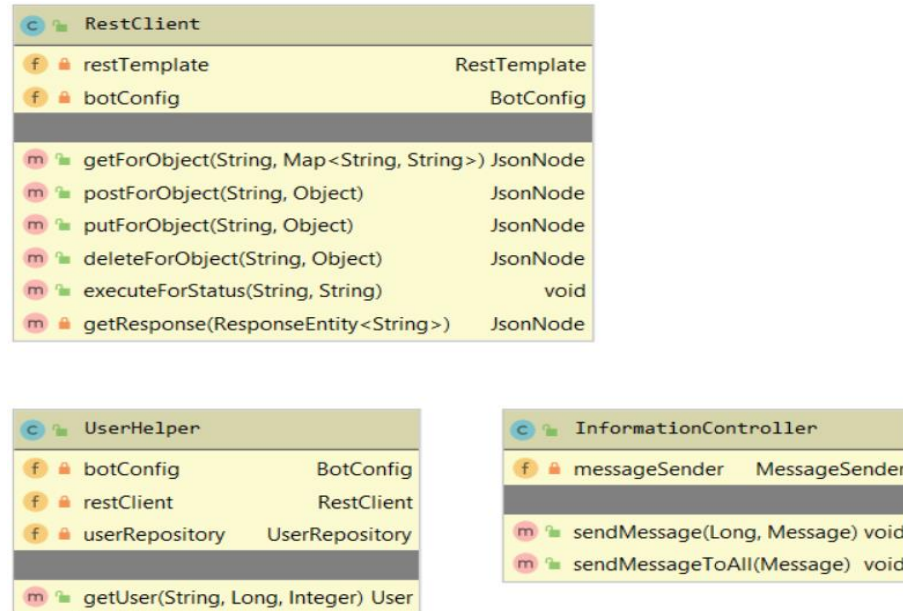 RestClient
restTemplate RestTemplate
botConfig BotConfig
getForObject(String, Map<String, String>) JsonNode
postForObject(String, Object) JsonNode
putForObject(String, Object) JsonNode
deleteForObject(String, Object) JsonNode
executeForStatus(String, String) void
getResponse(ResponseEntity<String>) JsonNode
UserHelper
botConfig BotConfig
restClient RestClient
userRepository UserRepository
getUser(String, Long, Integer) User
InformationController
messageSender MessageSender
sendMessage(Long, Message) void
sendMessageToAll(Message) void